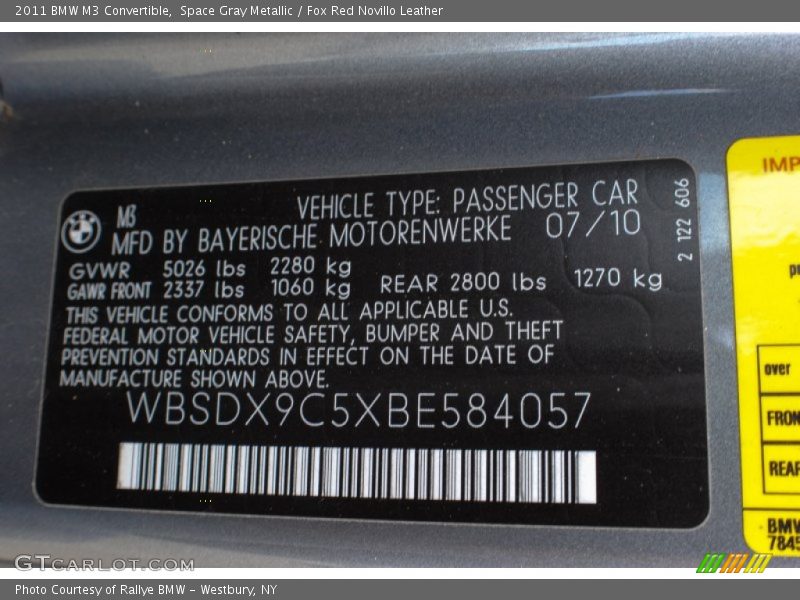 2011 BMW M3 Convertible,  Space Gray Metallic / Fox Red Novillo Leather
M3
VEHICLE TYPE: PASSENGER CAR
MFD BY BAYERISCHE MOTORENWERKE 07/10
2 122 606
GVWR 5026 lbs 2280 kg
GAWR FRONT 2337 lbs 1060 kg REAR 2800 lbs 1270 kg
THIS VEHICLE CONFORMS TO ALL APPLICABLE U.S.
FEDERAL MOTOR VEHICLE SAFETY, BUMPER AND THEFT
PREVENTION STANDARDS IN EFFECT ON THE DATE OF
MANUFACTURE SHOWN ABOVE.
WBSDX9C5XBE584057
IMP
over
FRON
REAR
BMW
7845
GTCARLOT.COM
Photo Courtesy of Rallye BMW - Westbury, NY